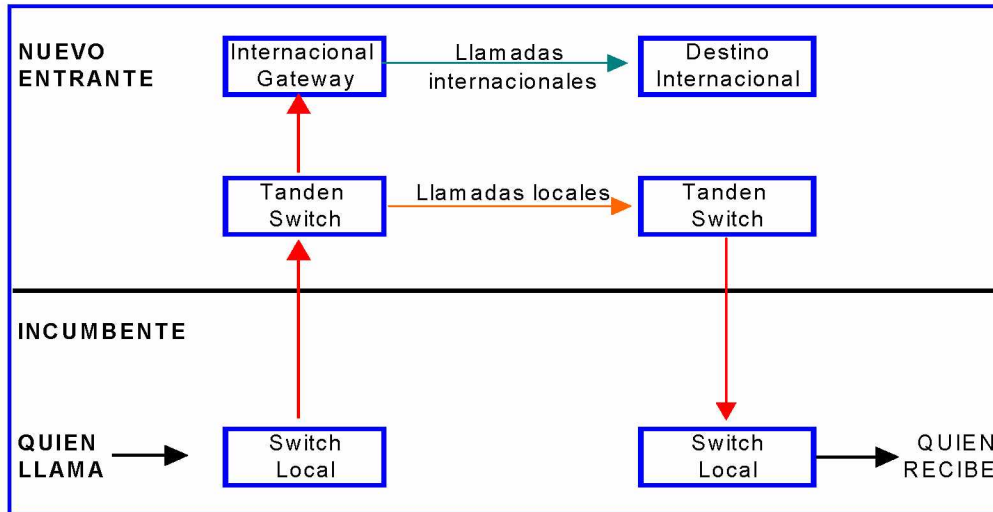 NUEVO
ENTRANTE
Internacional
Gateway
Llamadas
internacionales
Destino
Internacional
Tanden
Switch
Llamadas locales
Tanden
Switch
INCUMBENTE
QUIEN
LLAMA
Switch
Local
Switch
Local
QUIEN
RECIBE